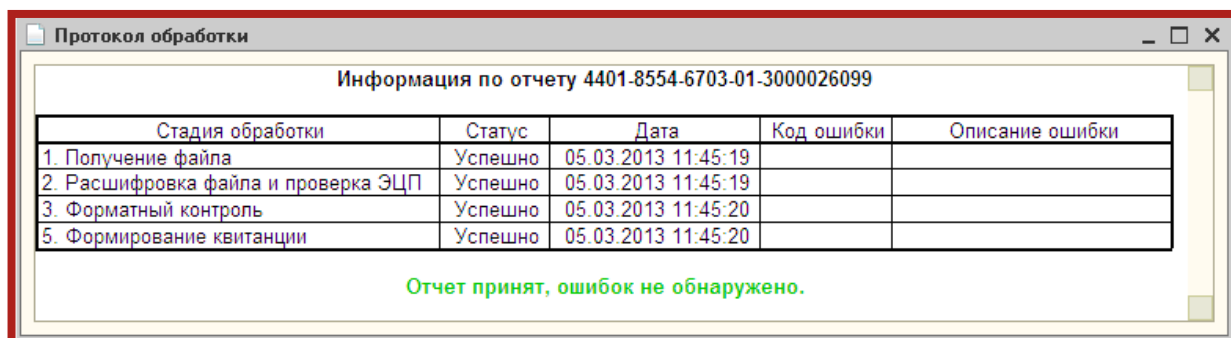 Протокол обработки
Информация по отчету 4401-8554-6703-01-3000026099
Стадия обработки Статус Дата Код ошибки Описание ошибки
1. Получение файла Успешно 05.03.2013 11:45:19
2. Расшифровка файла и проверка ЭЦП Успешно 05.03.2013 11:45:19
3. Форматный контроль Успешно 05.03.2013 11:45:20
5. Формирование квитанции Успешно 05.03.2013 11:45:20
Отчет принят, ошибок не обнаружено.